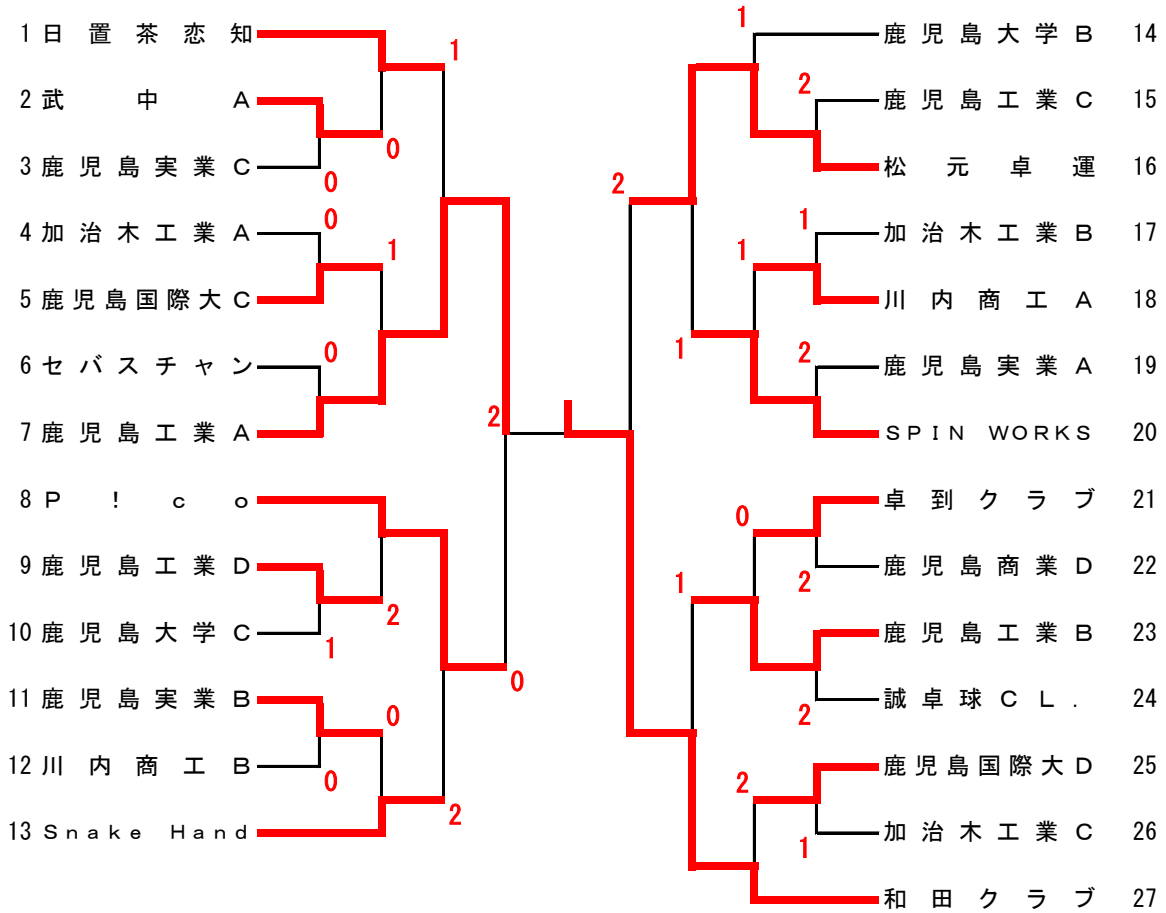 1 日置茶恋知
2 武中A
3 鹿児島実業C
4 加治木工業A
5 鹿児島国際大C
6 セバスチャン
7 鹿児島工業A
8 P!co
9 鹿児島工業D
10 鹿児島大学C
11 鹿児島実業B
12 川内商工B
13 Snake Hand
1
0
0
0
1
0
2
2
1
0
0
0
2
1
2
2
1
1
1
2
0
1
2
2
2
1
鹿児島大学B 14
鹿児島工業C 15
松元卓運 16
加治木工業B 17
川内商工A 18
鹿児島実業A 19
SPIN WORKS 20
卓到クラブ 21
鹿児島商業D 22
鹿児島工業B 23
誠卓球CL. 24
鹿児島国際大D 25
加治木工業C 26
和田クラブ 27